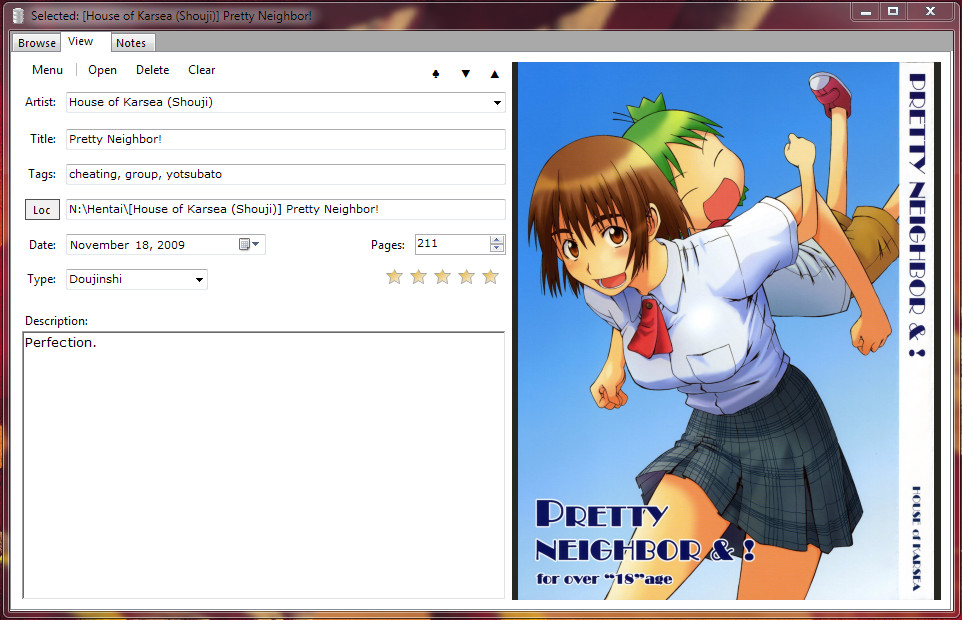 Selected: [House of Karsea (Shouji)] Pretty Neighbor!
Browse View Notes
Menu Open Delete Clear
Artist: House of Karsea (Shouji)
Title: Pretty Neighbor!
Tags: cheating, group, yotsubato
Loc N:\Hentai\[House of Karsea (Shouji)] Pretty Neighbor!
Date: November 18, 2009 Pages: 211
Type: Doujinshi
Description:
Perfection.
PRETTY
NEIGHBOR & !
for over "18"age
PRETTY NEIGHBOR & !
HOUSE of KARSEA